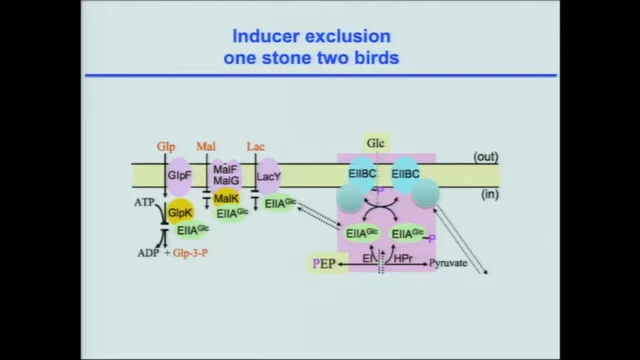 Inducer exclusion
one stone two birds
Glp
Mal
Lac
Glc
(out)
(in)
GlpF
MalF
MalG
LacY
EIIBC
EIIBC
MalK
EIIAGlc
EIIAGlc
P
ATP
GlpK
EIIAGlc
EIIAGlc
EIIAGlc~P
ADP + Glp-3-P
PEP
EI
HPr
Pyruvate